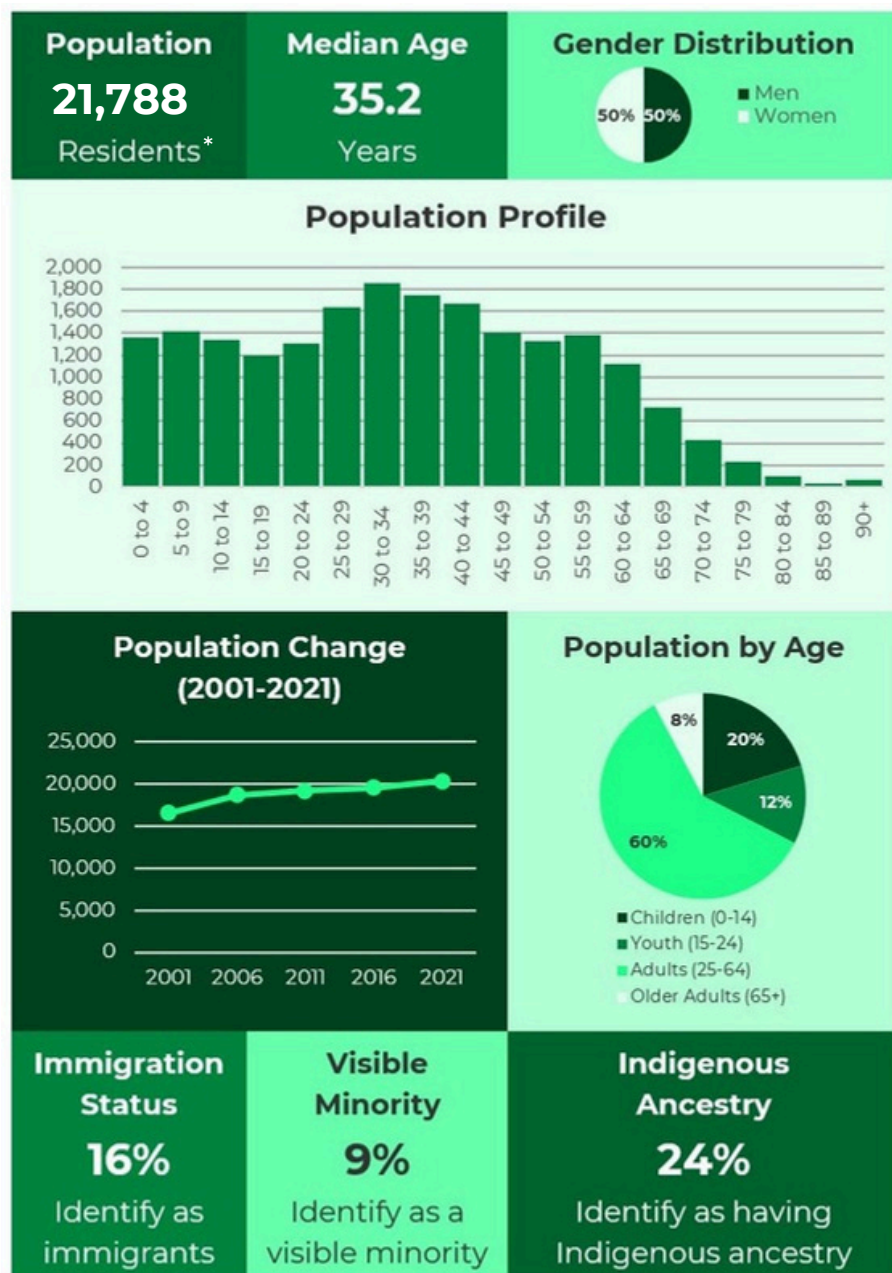 Population
21,788
Residents*
Median Age
35.2
Years
Gender Distribution
50%
50%
Men
Women
Population Profile
2,000
1,800
1,600
1,400
1,200
1,000
800
600
400
200
0
0 to 4
5 to 9
10 to 14
15 to 19
20 to 24
25 to 29
30 to 34
35 to 39
40 to 44
45 to 49
50 to 54
55 to 59
60 to 64
65 to 69
70 to 74
75 to 79
80 to 84
85 to 89
90+
Population Change
(2001-2021)
25,000
20,000
15,000
10,000
5,000
0
2001
2006
2011
2016
2021
Population by Age
8%
20%
12%
60%
Children (0-14)
Youth (15-24)
Adults (25-64)
Older Adults (65+)
Immigration
Status
16%
Identify as
immigrants
Visible
Minority
9%
Identify as a
visible minority
Indigenous
Ancestry
24%
Identify as having
Indigenous ancestry